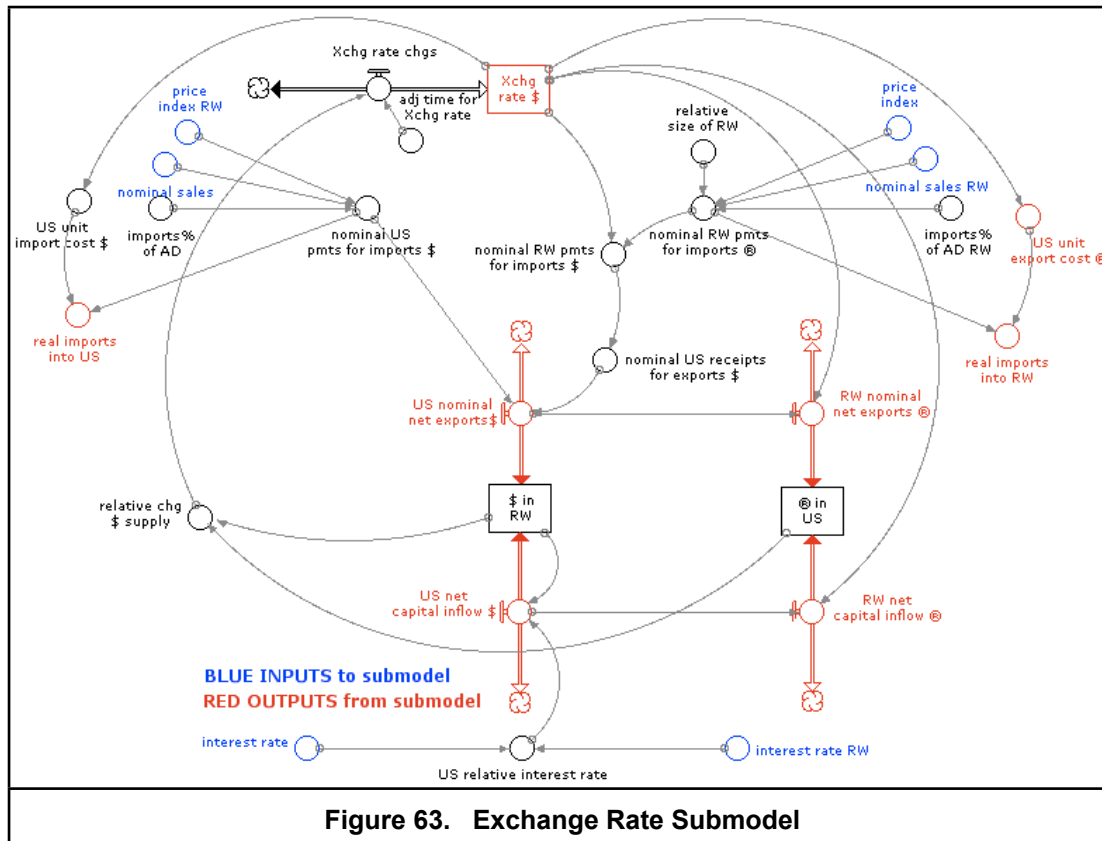 Xchg rate chgs
Xchg
rate $
adj time for
Xchg rate
price
index RW
nominal sales
US unit
import cost $
imports%
of AD
nominal US
pmts for imports $
relative
size of RW
price
index
nominal sales RW
nominal RW pmts
for imports $
nominal RW pmts
for imports ®
imports%
of AD RW
US unit
export cost ®
real imports
into US
nominal US receipts
for exports $
real imports
into RW
US nominal
net exports$
RW nominal
net exports ®
relative chg
$ supply
$ in
RW
® in
US
US net
capital inflow $
RW net
capital inflow ®
BLUE INPUTS to submodel
RED OUTPUTS from submodel
interest rate
US relative interest rate
interest rate RW
Figure 63. Exchange Rate Submodel